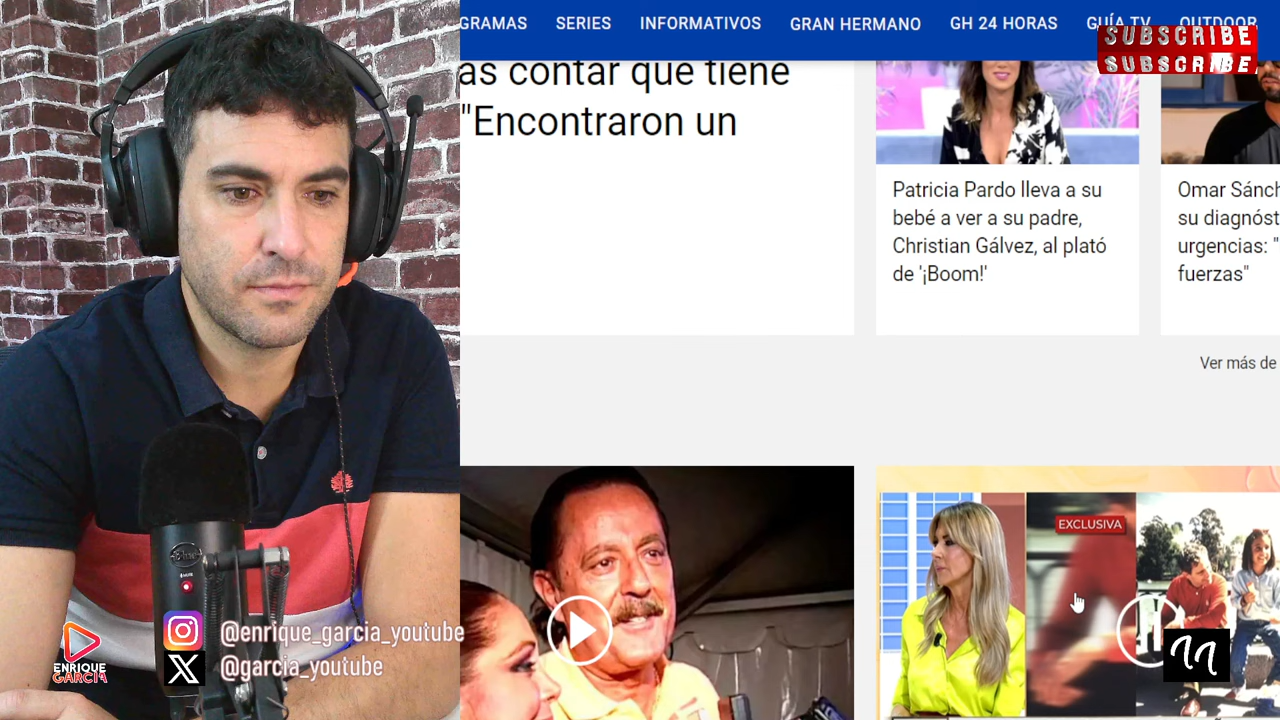 GRAMAS SERIES INFORMATIVOS GRAN HERMANO GH 24 HORAS GUÍA TV OUTDOOR
SUBSCRIBE
SUBSCRIBE
as contar que tiene
"Encontraron un
Patricia Pardo lleva a su
bebé a ver a su padre,
Christian Gálvez, al plató
de '¡Boom!'
Omar Sánch
su diagnóst
urgencias: "
fuerzas"
Ver más de
EXCLUSIVA
@enrique_garcia_youtube
@garcia_youtube
ENRIQUE
GARCIA